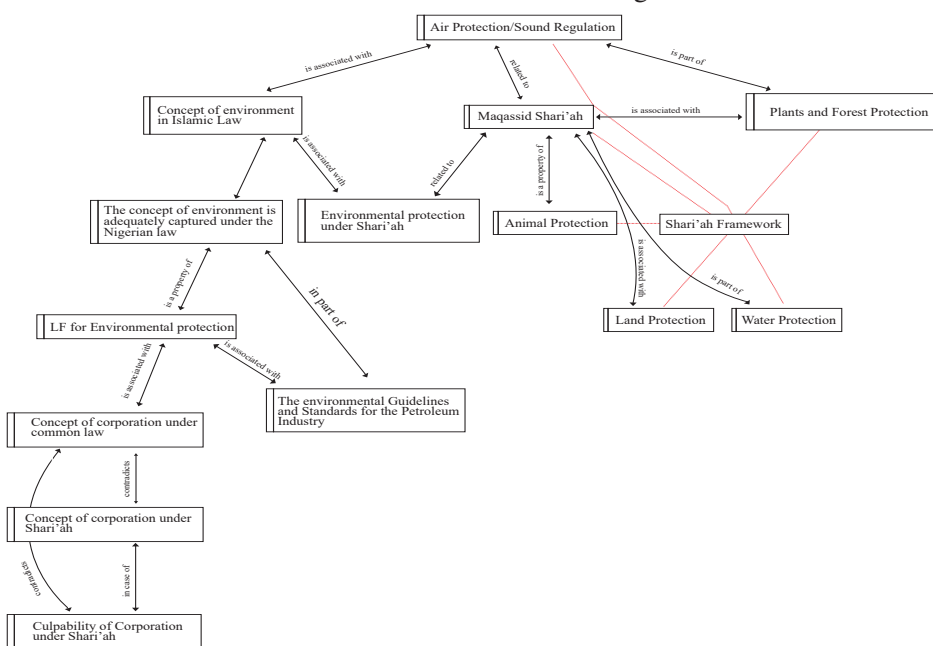 Air Protection/Sound Regulation
is associated with
related to
is part of
Concept of environment
in Islamic Law
Maqassid Shari'ah
is associated with
Plants and Forest Protection
is associated with
related to
is a property of
The concept of environment is
adequately captured under the
Nigerian law
Environmental protection
under Shari'ah
Animal Protection
Shari'ah Framework
is a property of
in part of
is associated with
is part of
LF for Environmental protection
Land Protection
Water Protection
is associated with
is associated with
The environmental Guidelines
and Standards for the Petroleum
Industry
Concept of corporation under
common law
contradicts
Concept of corporation under
Shari'ah
contradicts
in case of
Culpability of Corporation
under Shari'ah